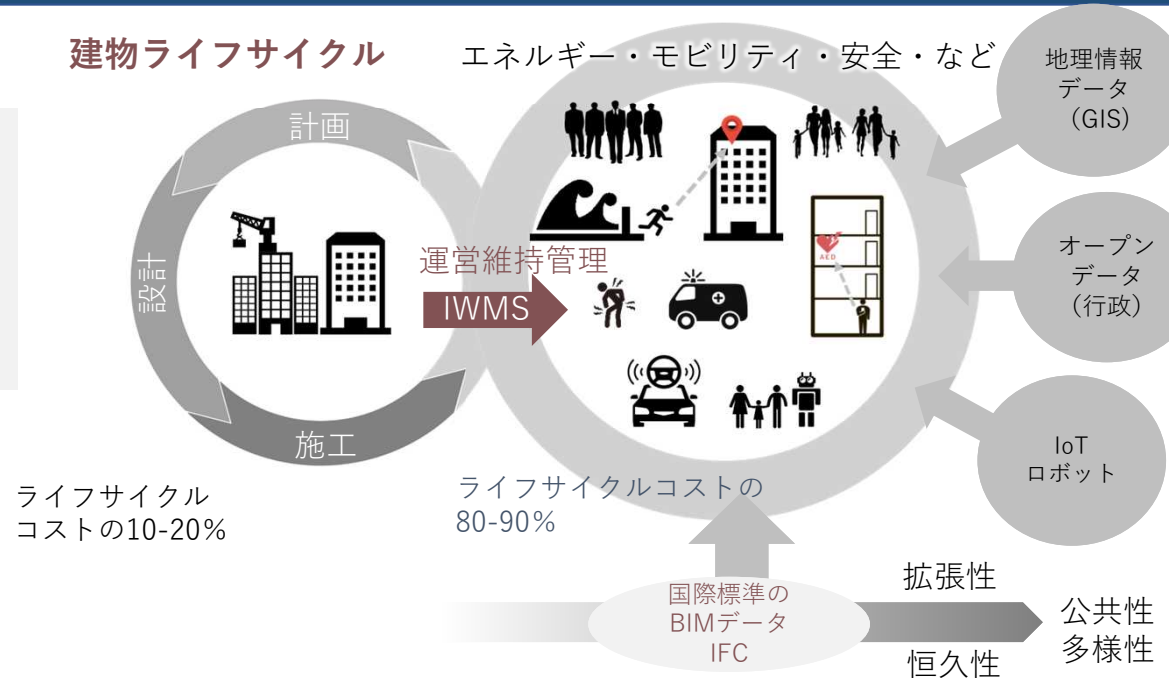 建物ライフサイクル
エネルギー・モビリティ・安全・など
地理情報
データ
(GIS)
計画
設計
施工
運営維持管理
IWMS
AED
オープン
データ
(行政)
IoT
ロボット
ライフサイクル
コストの10-20%
ライフサイクルコストの
80-90%
国際標準の
BIMデータ
IFC
拡張性
恒久性
公共性
多様性